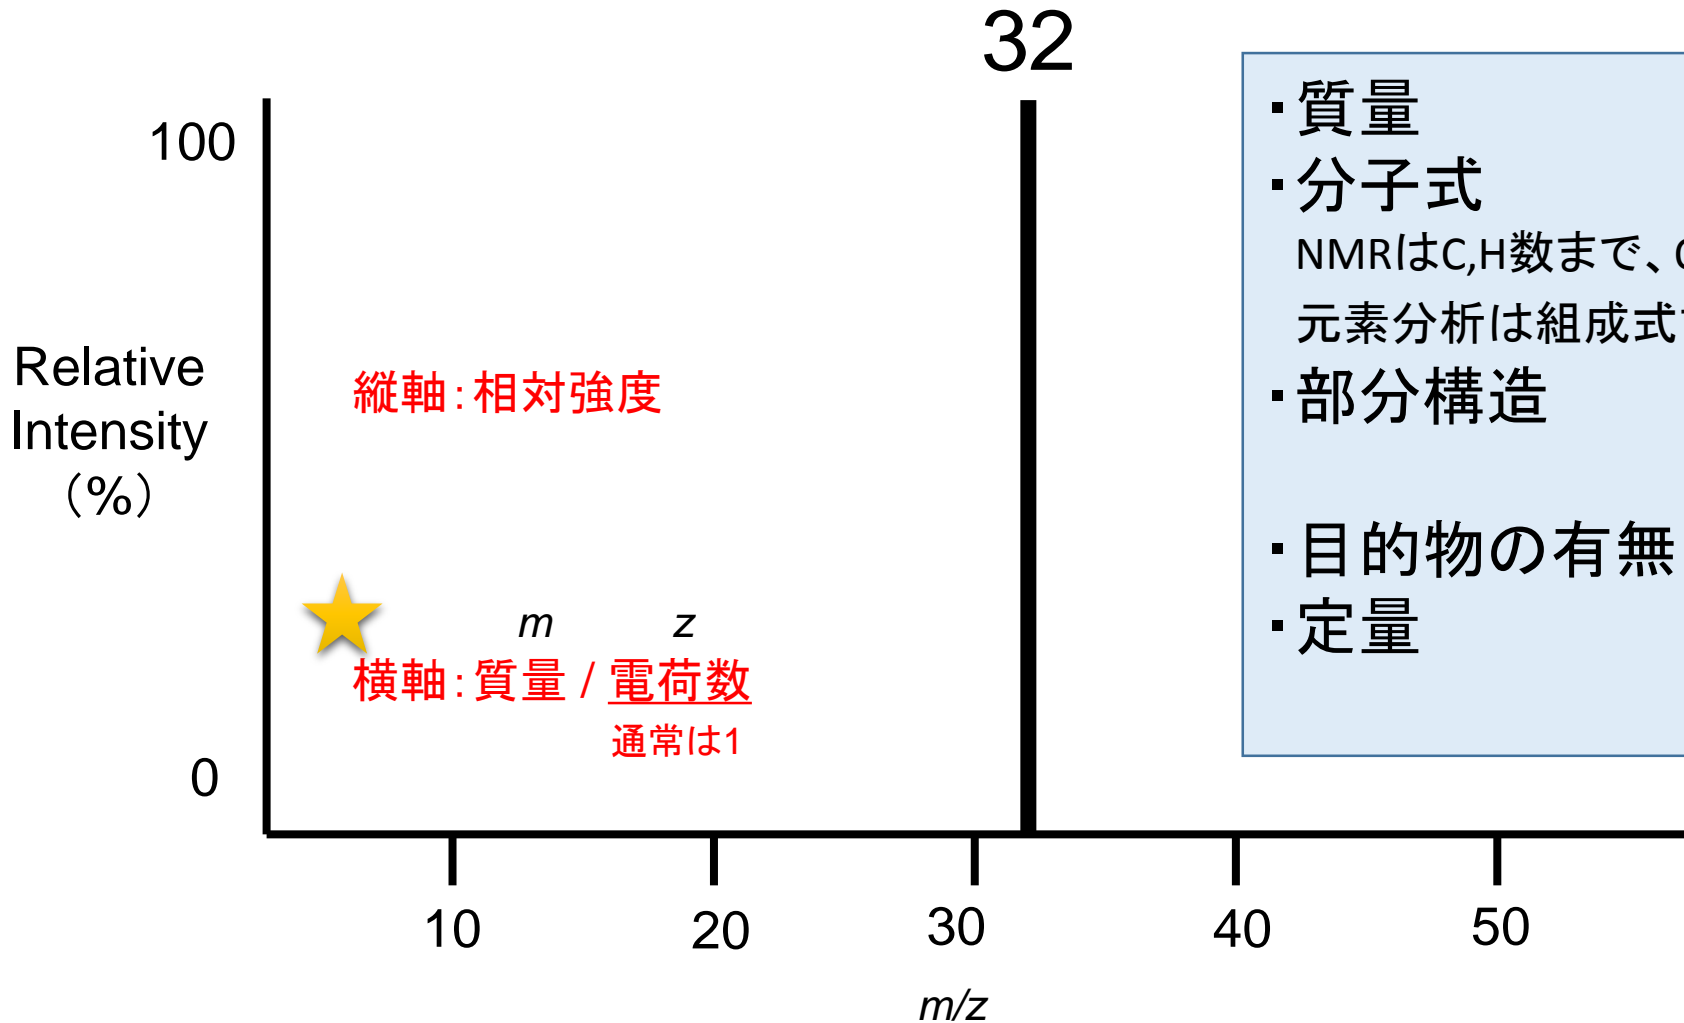 32
100
Relative
Intensity
（%）
0
縦軸：相対強度
m z
横軸：質量 / 電荷数
通常は1
10 20 30 40 50
m/z
・質量
・分子式
NMRはC,H数まで、
元素分析は組成式
・部分構造
・目的物の有無
・定量